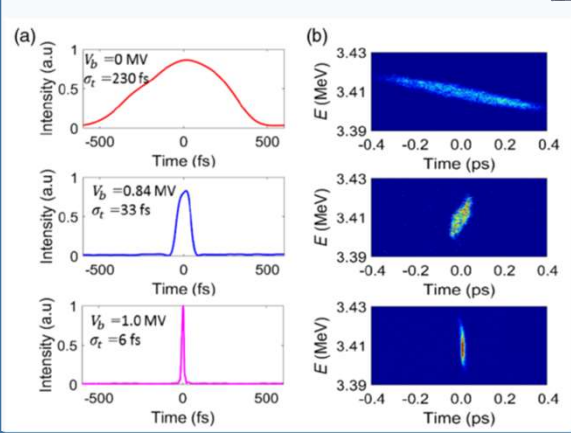 (a)
(b)
Intensity (a.u)
1
0.5
0
V_b =0 MV
σ_t =230 fs
-500
0
500
Time (fs)
E (MeV)
3.43
3.41
3.39
-0.4
-0.2
0.0
0.2
0.4
Time (ps)
Intensity (a.u)
1
0.5
0
V_b =0.84 MV
σ_t =33 fs
-500
0
500
Time (fs)
E (MeV)
3.43
3.41
3.39
-0.4
-0.2
0.0
0.2
0.4
Time (ps)
Intensity (a.u)
1
0.5
0
V_b =1.0 MV
σ_t =6 fs
-500
0
500
Time (fs)
E (MeV)
3.43
3.41
3.39
-0.4
-0.2
0.0
0.2
0.4
Time (ps)